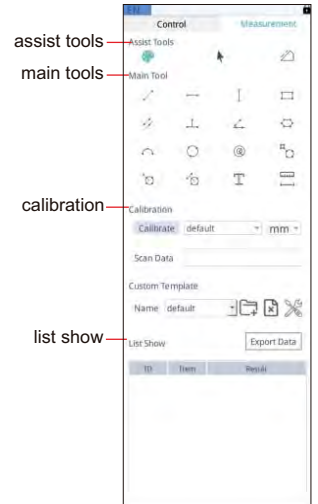 EN
Control Measurement
assist tools Assist Tools
main tools Main Tool
T
calibration Calibration
Calibrate default mm
Scan Data
Custom Template
Name default
list show List Show Export Data
ID Item Result